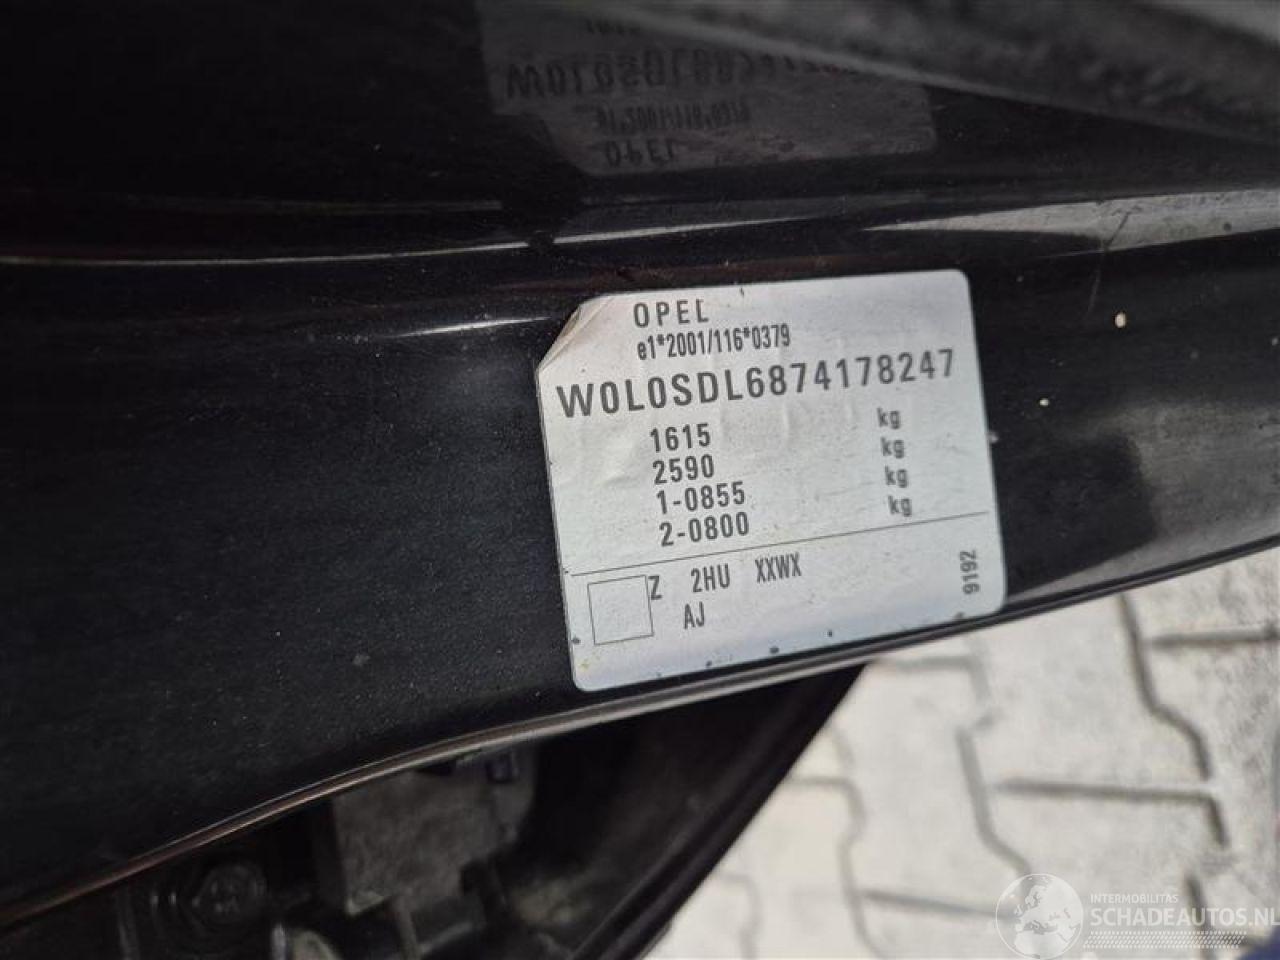 OPEL
e1*2001/116*0379
W0L0SDL6874178247
1615 kg
2590 kg
1-0855 kg
2-0800 kg
Z 2HU XXWX
AJ
9192
INTERMOBILITAS
SCHADEAUTOS.NL